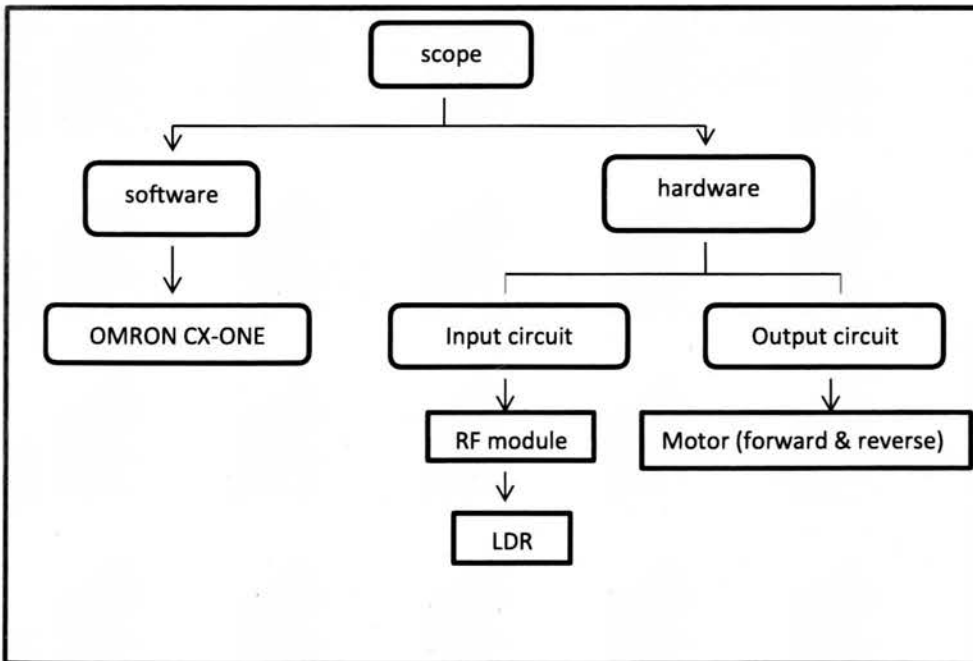 scope
software
hardware
OMRON CX-ONE
Input circuit
Output circuit
RF module
Motor (forward & reverse)
LDR